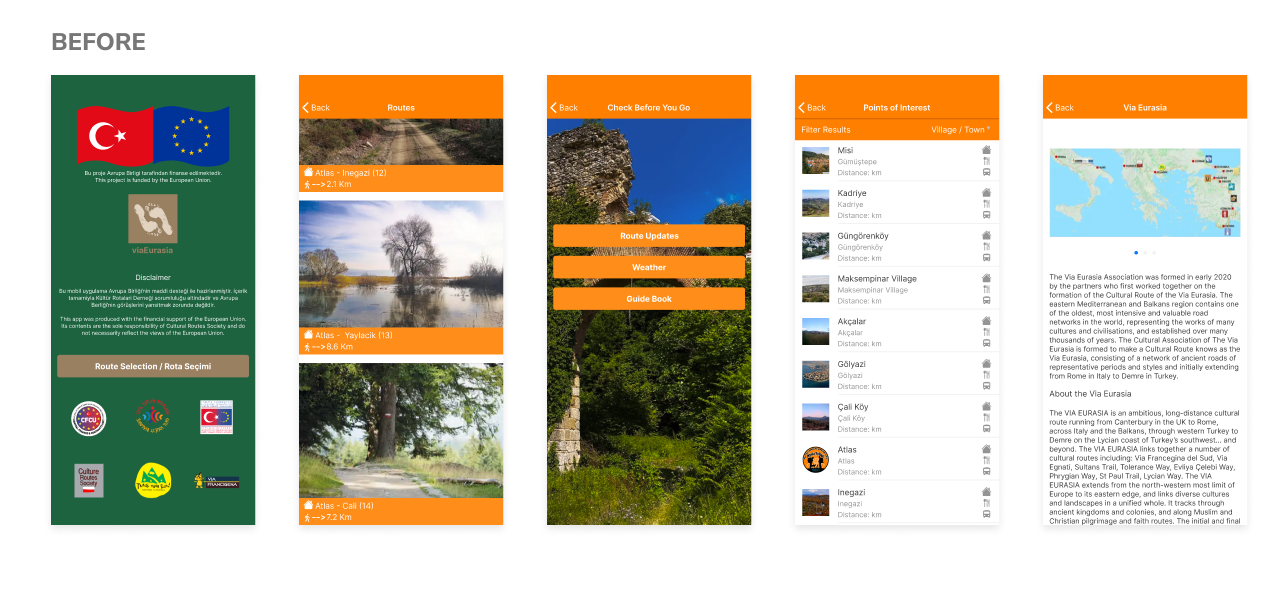 BEFORE
Bu proje Avrupa Birligi tarafindan finanse edilmektedir.
This project is funded by the European Union.
viaEurasia
Disclaimer
Bu mobil uygulama Avrupa Birliği'nin maddi desteği ile hazirlanmiştır. İçerik
tamamıyla Kültür Rotalari Derneği sorumluluğu altindadir ve Avrupa
Berliği'nin görüşlerini yansitmak zorunda değildir.
This app was produced with the financial support of the European Union.
Its contents are the sole responsibility of Cultural Routes Society and do
not necessarily reflect the views of the European Union.
Route Selection / Rota Seçimi
CFCU
Culture
Routes
Society
VIA
FRANCIGENA
Back
Routes
Atlas - Inegazi (12)
-->2.1 Km
Atlas - Yaylacik (13)
-->8.6 Km
Atlas - Cali (14)
-->7.2 Km
Back
Check Before You Go
Route Updates
Weather
Guide Book
Back
Points of Interest
Filter Results
Village / Town
Misi
Gümüştepe
Distance: km
Kadriye
Kadriye
Distance: km
Güngörenköy
Güngörenköy
Distance: km
Maksempinar Village
Maksempinar Village
Distance: km
Akçalar
Akçalar
Distance: km
Gölyazi
Gölyazi
Distance: km
Çali Köy
Çali Köy
Distance: km
Atlas
Atlas
Distance: km
Inegazi
Inegazi
Distance: km
Back
Via Eurasia
The Via Eurasia Association was formed in early 2020
by the partners who first worked together on the
formation of the Cultural Route of the Via Eurasia. The
eastern Mediterranean and Balkans region contains one
of the oldest, most intensive and valuable road
networks in the world, representing the works of many
cultures and civilisations, and established over many
thousands of years. The Cultural Association of The Via
Eurasia is formed to make a Cultural Route knows as the
Via Eurasia, consisting of a network of ancient roads of
representative periods and styles and initially extending
from Rome in Italy to Demre in Turkey.
About the Via Eurasia
The VIA EURASIA is an ambitious, long-distance cultural
route running from Canterbury in the UK to Rome,
across Italy and the Balkans, through western Turkey to
Demre on the Lycian coast of Turkey's southwest... and
beyond. The VIA EURASIA links together a number of
cultural routes including: Via Francegina del Sud, Via
Egnati, Sultans Trail, Tolerance Way, Evliya Çelebi Way,
Phrygian Way, St Paul Trail, Lycian Way. The VIA
EURASIA extends from the north-western most limit of
Europe to its eastern edge, and links diverse cultures
and landscapes in a unified whole. It tracks through
ancient kingdoms and colonies, and along Muslim and
Christian pilgrimage and faith routes. The initial and final